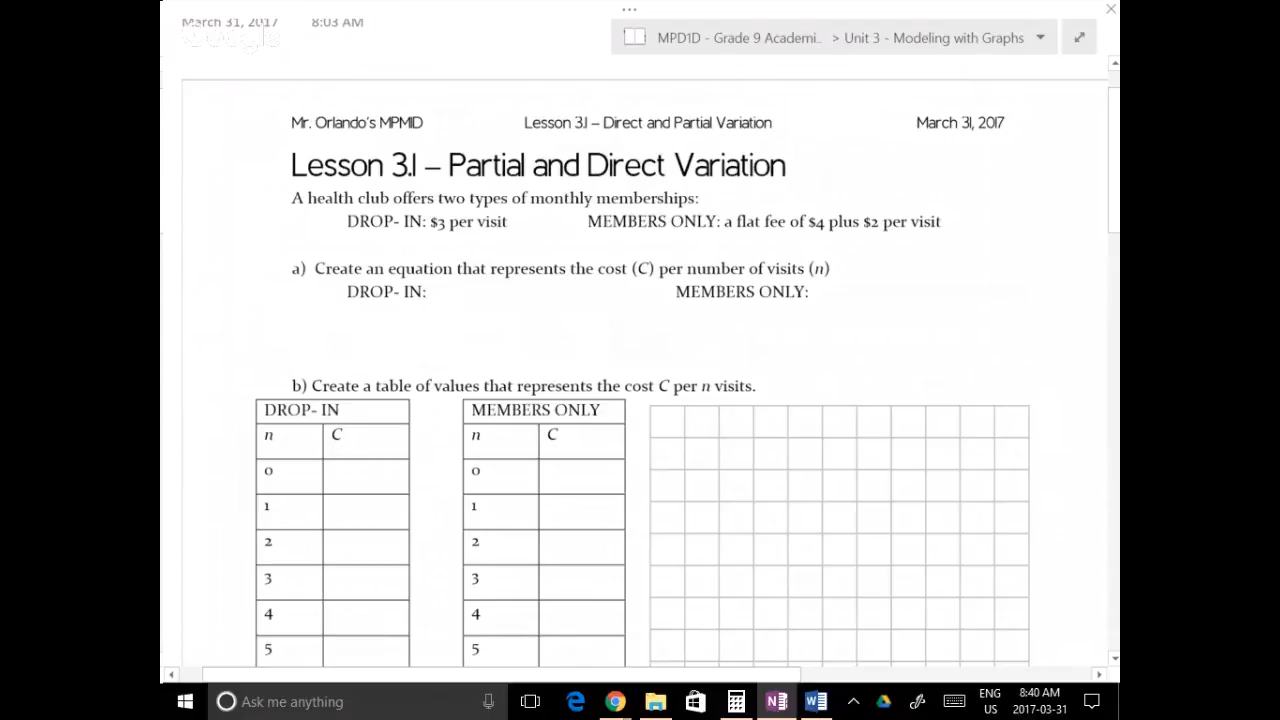 March 31, 2017 8:03 AM
MPD1D - Grade 9 Academi.. > Unit 3 - Modeling with Graphs
Mr. Orlando's MPM1D Lesson 3.1 – Direct and Partial Variation March 31, 2017
Lesson 3.1 – Partial and Direct Variation
A health club offers two types of monthly memberships:
DROP- IN: $3 per visit MEMBERS ONLY: a flat fee of $4 plus $2 per visit
a) Create an equation that represents the cost (C) per number of visits (n)
DROP- IN: MEMBERS ONLY:
b) Create a table of values that represents the cost C per n visits.
DROP- IN MEMBERS ONLY
n C n C
0 0
1 1
2 2
3 3
4 4
5 5
Ask me anything
ENG 8:40 AM
US 2017-03-31